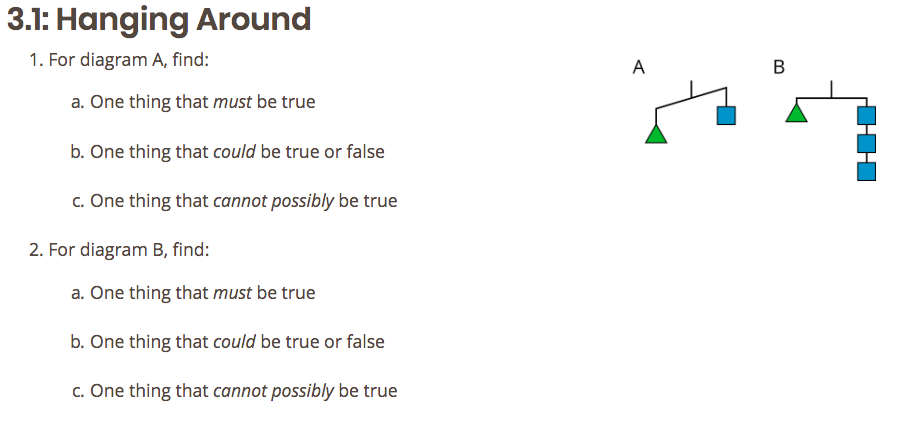 3.1: Hanging Around
1. For diagram A, find:
a. One thing that must be true
b. One thing that could be true or false
c. One thing that cannot possibly be true
2. For diagram B, find:
a. One thing that must be true
b. One thing that could be true or false
c. One thing that cannot possibly be true
A
B